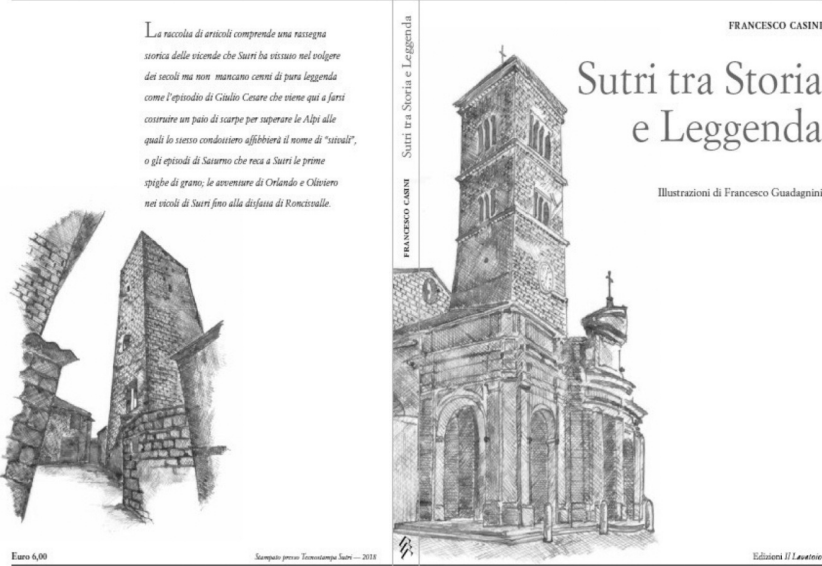 La raccolta di articoli comprende una rassegna
storica delle vicende che Sutri ha vissuto nel volgere
dei secoli ma non mancano cenni di pura leggenda
come l'episodio di Giulio Cesare che viene qui a farsi
costruire un paio di scarpe per superare le Alpi alle
quali lo stesso condottiero affibbierà il nome di "stivali",
o gli episodi di Saturno che reca a Sutri le prime
spighe di grano; le avventure di Orlando e Oliviero
nei vicoli di Sutri fino alla disfatta di Roncisvalle.
Euro 6,00
Stampato presso Tecnostampa Sutri — 2018
FRANCESCO CASINI Sutri tra Storia e Leggenda
FRANCESCO CASINI
Sutri tra Storia
e Leggenda
Illustrazioni di Francesco Guadagnini
Edizioni Il Lavatoio